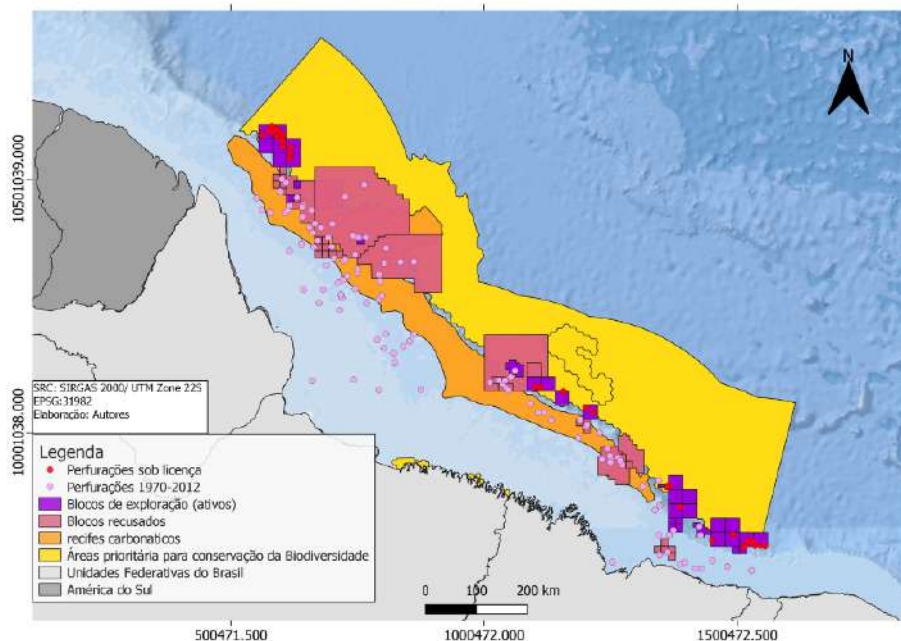 N
10501039.000
10001038.000
SRC: SIRGAS 2000/ UTM Zone 22S
EPSG:31982
Elaboração: Autores
Legenda
Perfurações sob licença
Perfurações 1970-2012
Blocos de exploração (ativos)
Blocos recusados
recifes carbonaticos
Áreas prioritária para conservação da Biodiversidade
Unidades Federativas do Brasil
América do Sul
0 100 200 km
500471.500 1000472.000 1500472.500